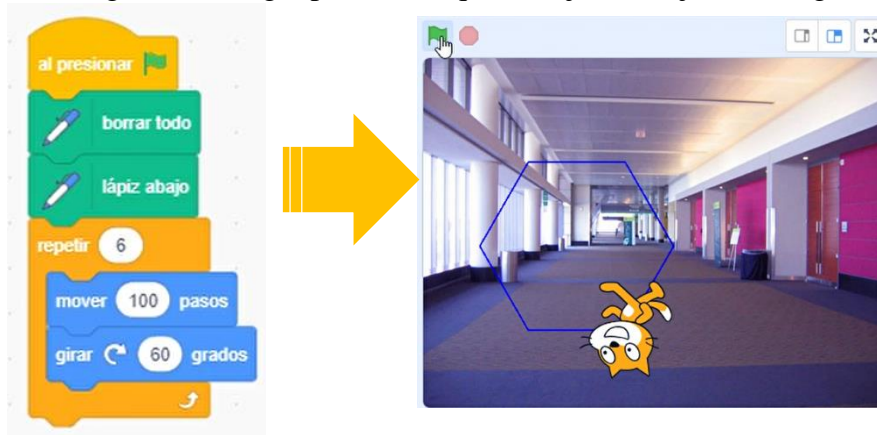 al presionar
borrar todo
lápiz abajo
repetir 6
mover 100 pasos
girar 60 grados